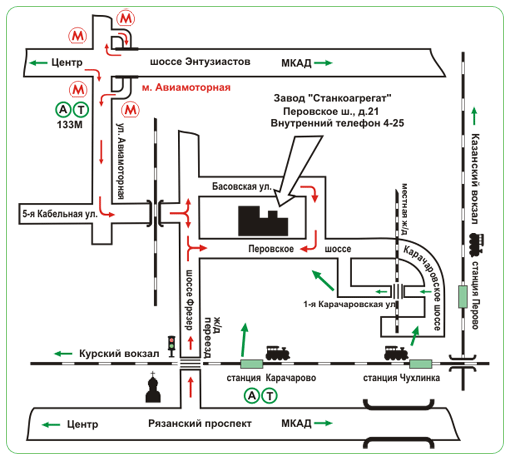 М
М
Центр
шоссе Энтузиастов
МКАД
М
М
м. Авиамоторная
А Т
133М
ул. Авиамоторная
Завод "Станкоагрегат"
Перовское ш., д.21
Внутренний телефон 4-25
Казанский вокзал
Басовская ул.
местная ж/д
5-я Кабельная ул.
Перовское шоссе
Карачаровское шоссе
станция Перово
шоссе Фрезер
1-я Карачаровская ул.
ж/д
переезд
Курский вокзал
станция Карачарово
станция Чухлинка
А Т
Центр
Рязанский проспект
МКАД